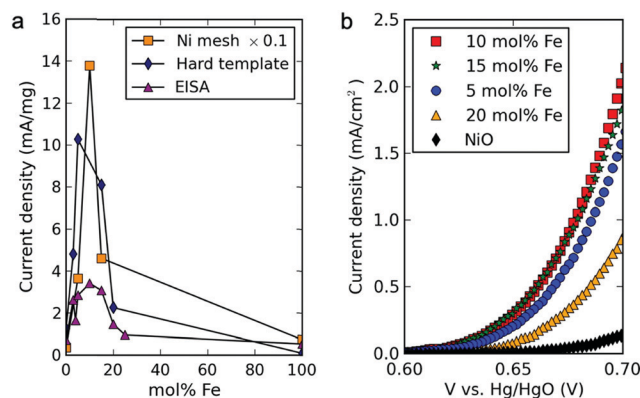 a
16
14
12
10
8
6
4
2
0
Current density (mA/mg)
0 20 40 60 80 100
mol% Fe
Ni mesh × 0.1
Hard template
EISA
b
2.5
2.0
1.5
1.0
0.5
0.0
Current density (mA/cm²)
0.60 0.65 0.70
V vs. Hg/HgO (V)
10 mol% Fe
15 mol% Fe
5 mol% Fe
20 mol% Fe
NiO